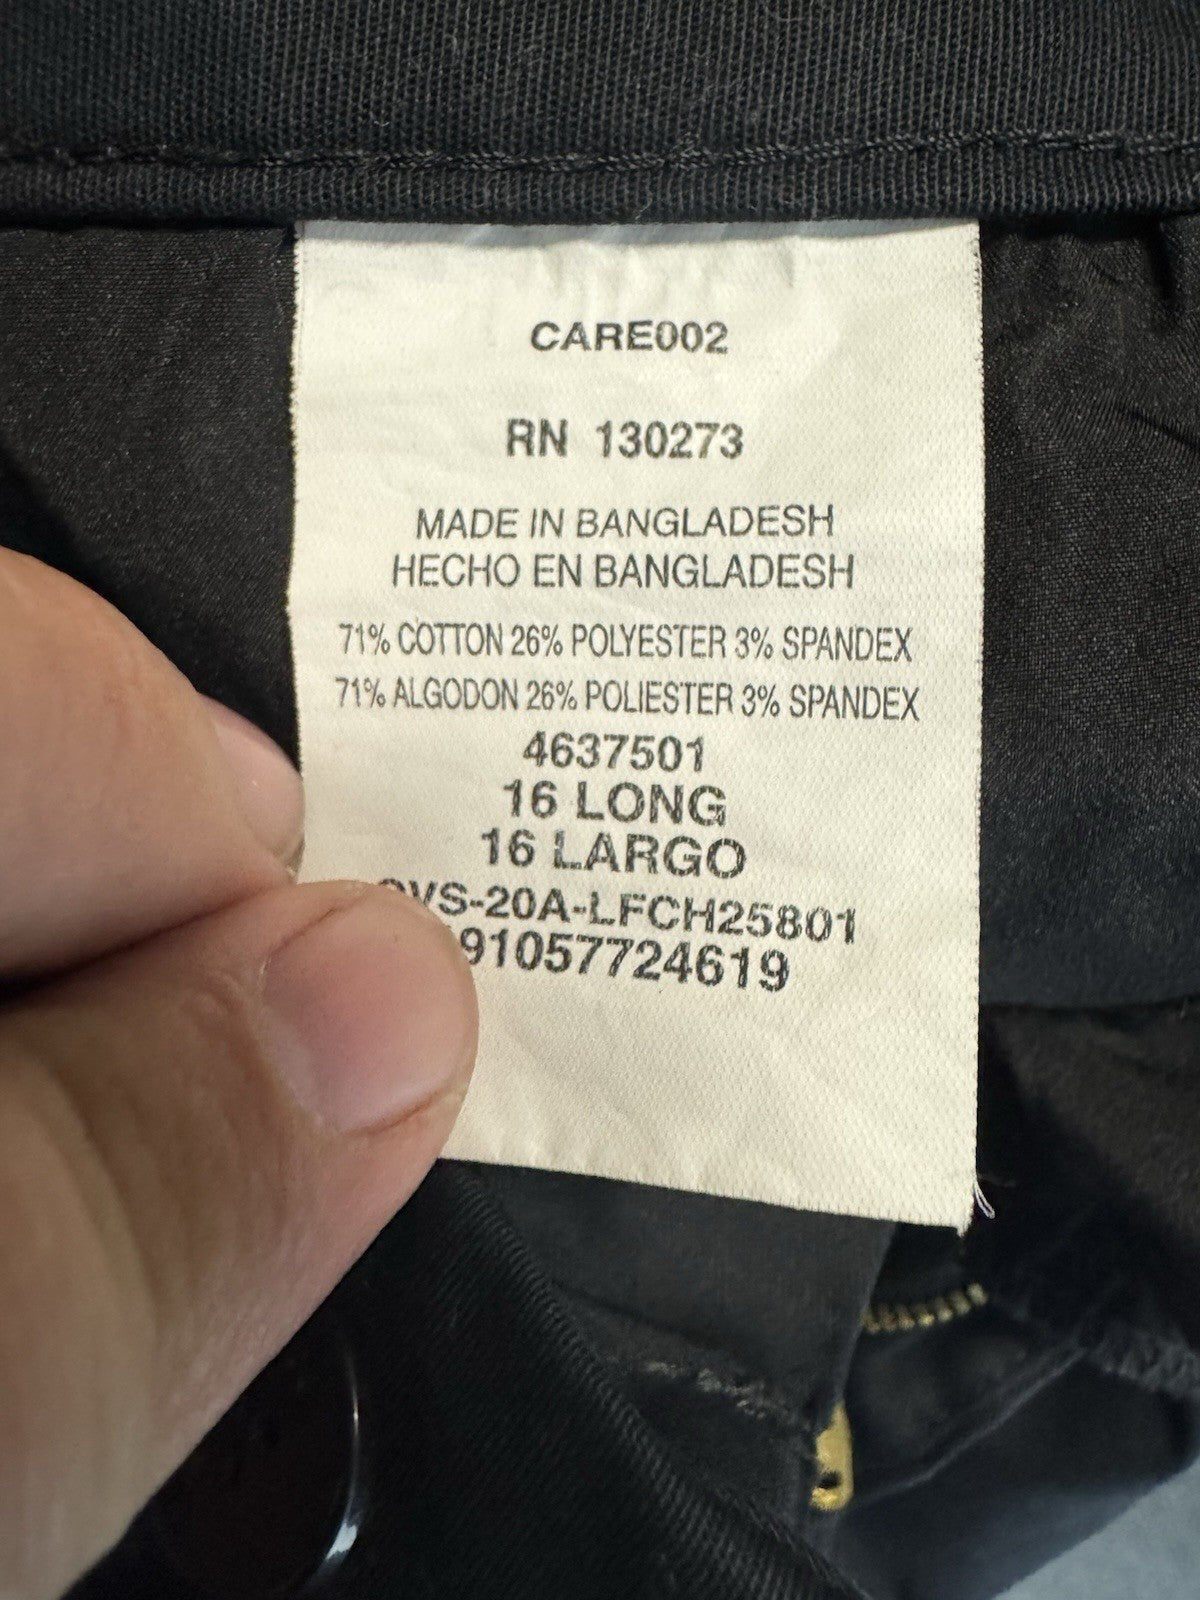 CARE002
RN 130273
MADE IN BANGLADESH
HECHO EN BANGLADESH
71% COTTON 26% POLYESTER 3% SPANDEX
71% ALGODON 26% POLIESTER 3% SPANDEX
4637501
16 LONG
16 LARGO
VS-20A-LFCH25801
91057724619